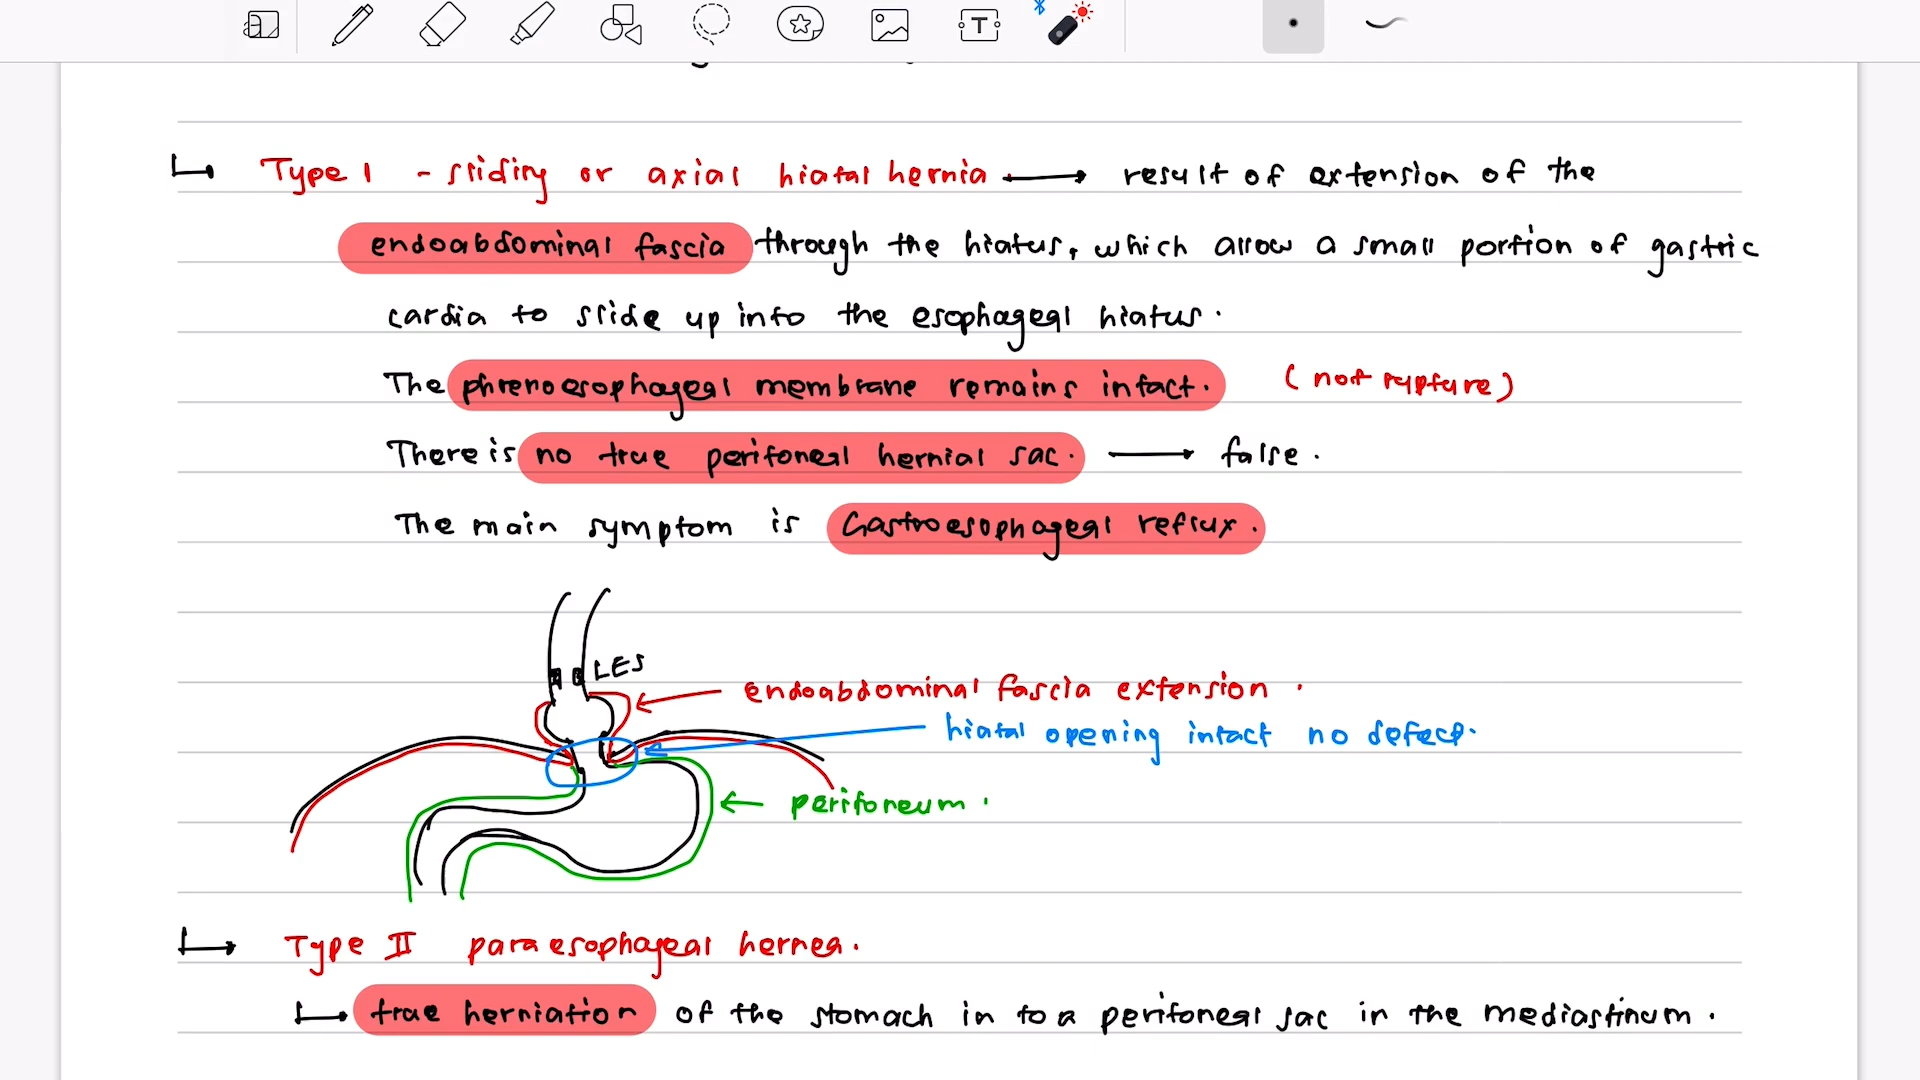 Type 1 - sliding or axial hiatal hernia → result of extension of the
endoabdominal fascia through the hiatus, which allow a small portion of gastric
cardia to slide up into the esophageal hiatus.
The phrenoesophageal membrane remains intact. (not rupture)
There is no true peritoneal hernial sac. → false.
The main symptom is Gastroesophageal reflux.
LES
endoabdominal fascia extension.
hiatal opening intact no defect.
peritoneum.
Type II paraesophageal hernea.
true herniation of the stomach in to a peritoneal sac in the mediastinum.